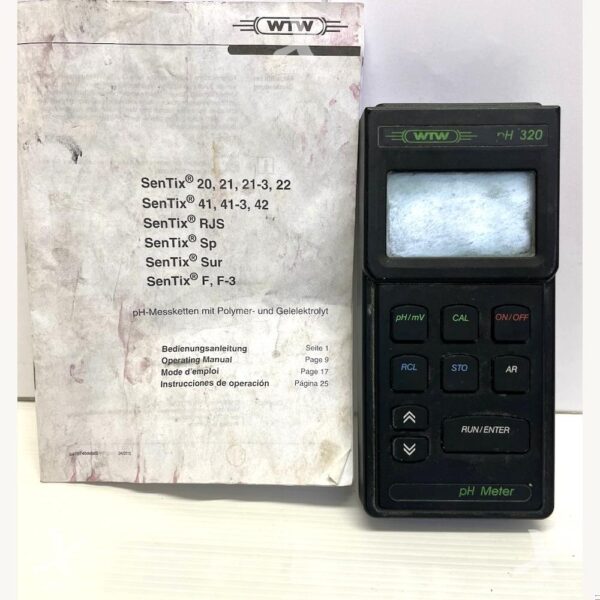 WTW
SenTix® 20, 21, 21-3, 22
SenTix® 41, 41-3, 42
SenTix® RJS
SenTix® Sp
SenTix® Sur
SenTix® F, F-3
pH-Messketten mit Polymer- und Gelelektrolyt
Bedienungsanleitung Seite 1
Operating Manual Page 9
Mode d'emploi Page 17
Instrucciones de operación Página 25
WTW pH 320
pH/mV CAL ON/OFF
RCL STO AR
RUN/ENTER
pH Meter